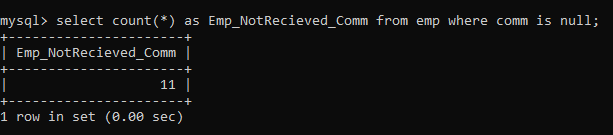 mysql> select count(*) as Emp_NotRecieved_Comm from emp where comm is null;
+----------------------+
| Emp_NotRecieved_Comm |
+----------------------+
|                   11 |
+----------------------+
1 row in set (0.00 sec)